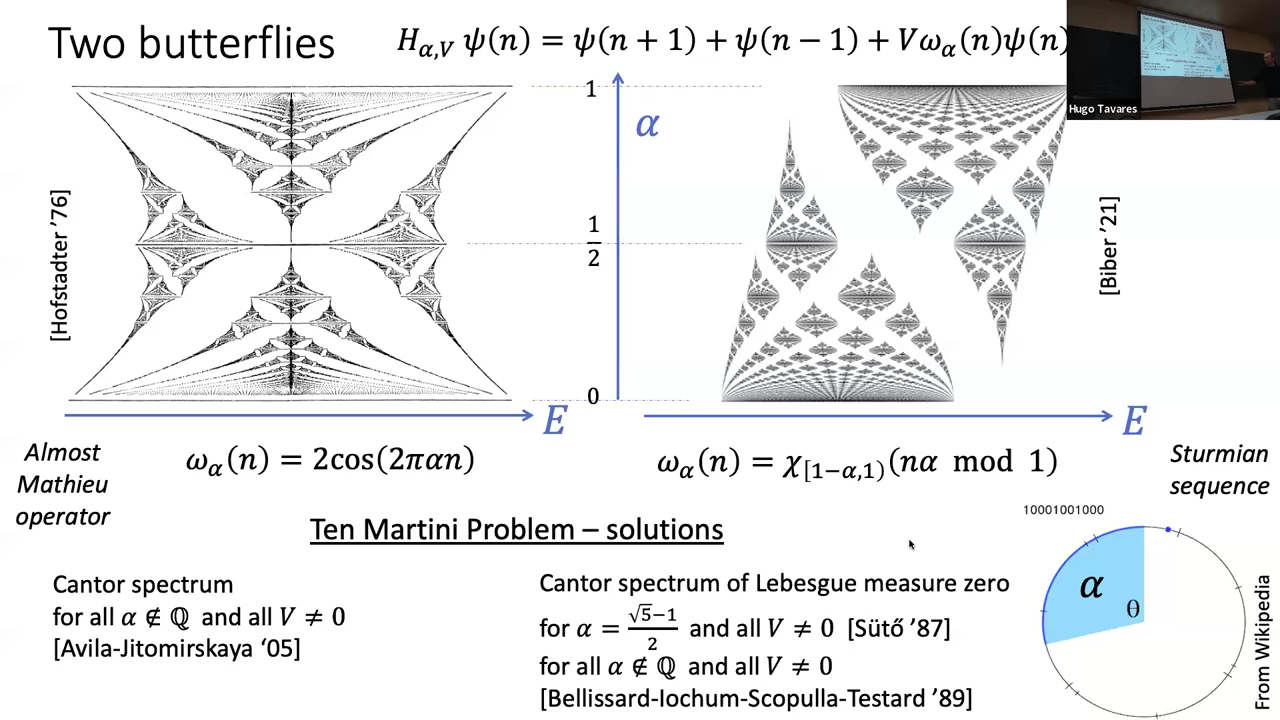 Two butterflies
H_{α,V} ψ(n) = ψ(n + 1) + ψ(n − 1) + Vω_α(n)ψ(n)
Hugo Tavares
[Hofstadter ’76]
1
α
1/2
0
E
[Biber ’21]
E
Almost
Mathieu
operator
ω_α(n) = 2cos(2παn)
ω_α(n) = χ_{[1−α,1)}(nα mod 1)
Sturmian
sequence
10001001000
α
θ
From Wikipedia
Ten Martini Problem – solutions
Cantor spectrum
for all α ∉ ℚ and all V ≠ 0
[Avila-Jitomirskaya ‘05]
Cantor spectrum of Lebesgue measure zero
for α = (√5−1)/2 and all V ≠ 0 [Sütő ’87]
for all α ∉ ℚ and all V ≠ 0
[Bellissard-Iochum-Scopulla-Testard ’89]